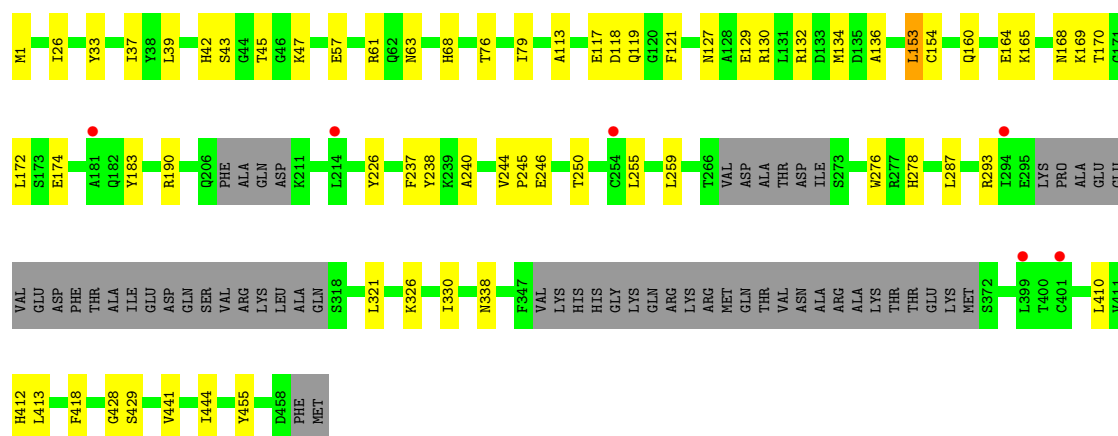 M1 I26 Y33 I37 Y38 L39 H42 S43 G44 T45 G46 K47 E57 R61 Q62 N63 H68 T76 I79 A113 E117 D118 Q119 G120 F121 N127 A128 E129 R130 L131 R132 D133 M134 D135 A136 L153 C154 Q160 E164 K165 N168 K169 T170 C171
L172 S173 E174 A181 Q182 Y183 R190 Q206 PHE ALA GLN ASP K211 L214 Y226 F237 Y238 K239 A240 V244 P245 E246 T250 C254 L255 L259 T266 VAL ASP ALA THR ASP ILE S273 W276 R277 H278 L287 R293 I294 E295 LYS PRO ALA GLU GLU
VAL GLU ASP PHE THR ALA ILE GLU ASP GLN SER VAL ARG LYS LEU ALA GLN S318 L321 K326 I330 N338 F347 VAL LYS HIS HIS GLY LYS GLN ARG LYS ARG MET GLN THR VAL ASN ALA ARG ALA LYS THR THR GLU LYS MET S372 L399 T400 C401 L410 V411
H412 L413 F418 G428 S429 V441 I444 Y455 D458 PHE MET